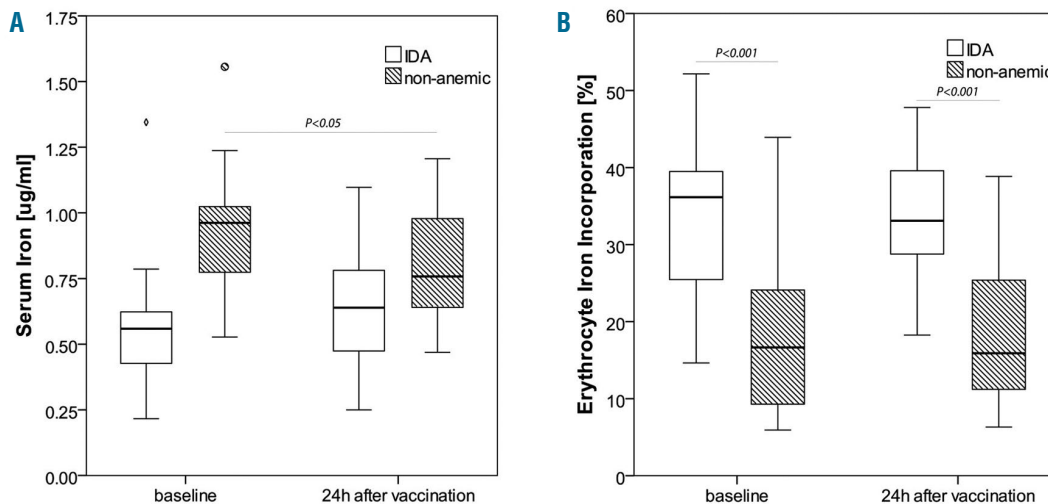 A
Serum Iron [ug/ml]
1.75
1.50
1.25
1.00
0.75
0.50
0.25
0.00
IDA
non-anemic
P<0.05
baseline
24h after vaccination
B
Erythrocyte Iron Incorporation [%]
60
50
40
30
20
10
0
IDA
non-anemic
P<0.001
P<0.001
baseline
24h after vaccination